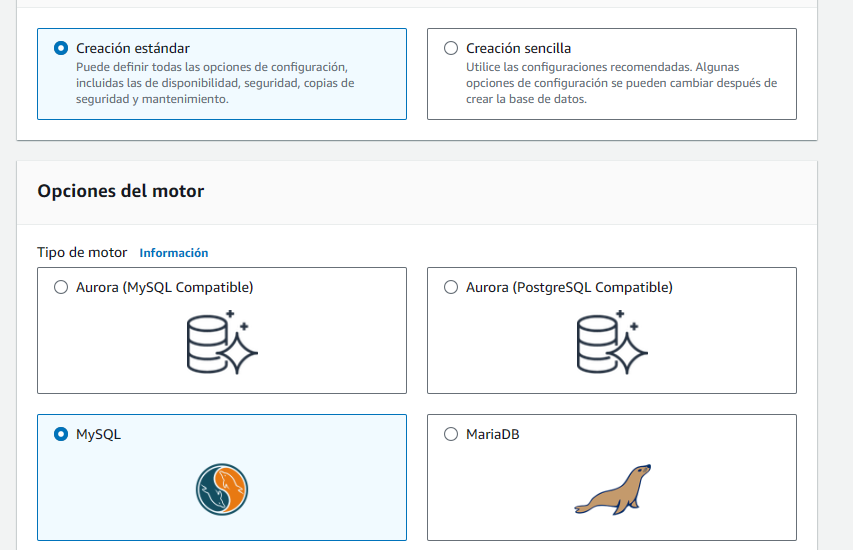 Creación estándar
Puede definir todas las opciones de configuración,
incluidas las de disponibilidad, seguridad, copias de
seguridad y mantenimiento.
Creación sencilla
Utilice las configuraciones recomendadas. Algunas
opciones de configuración se pueden cambiar después de
crear la base de datos.
Opciones del motor
Tipo de motor Información
Aurora (MySQL Compatible)
Aurora (PostgreSQL Compatible)
MySQL
MariaDB